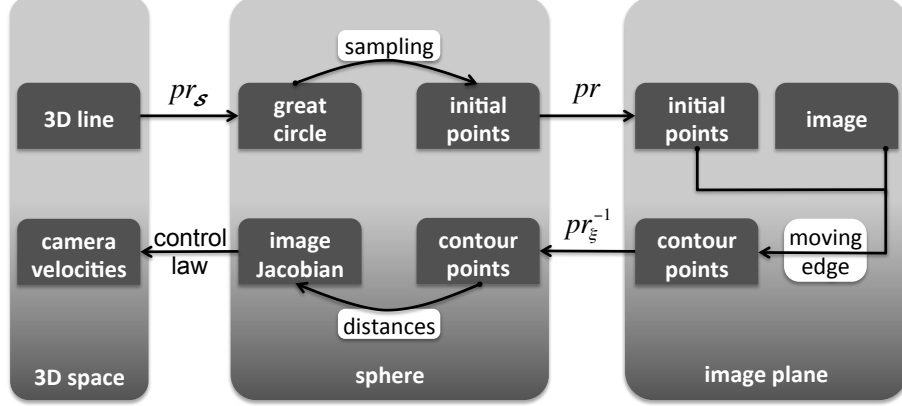 sampling
3D line
pr𝒮
great
circle
initial
points
pr
initial
points
image
camera
velocities
control
law
image
Jacobian
contour
points
pr_ξ^{-1}
contour
points
moving
edge
distances
3D space
sphere
image plane